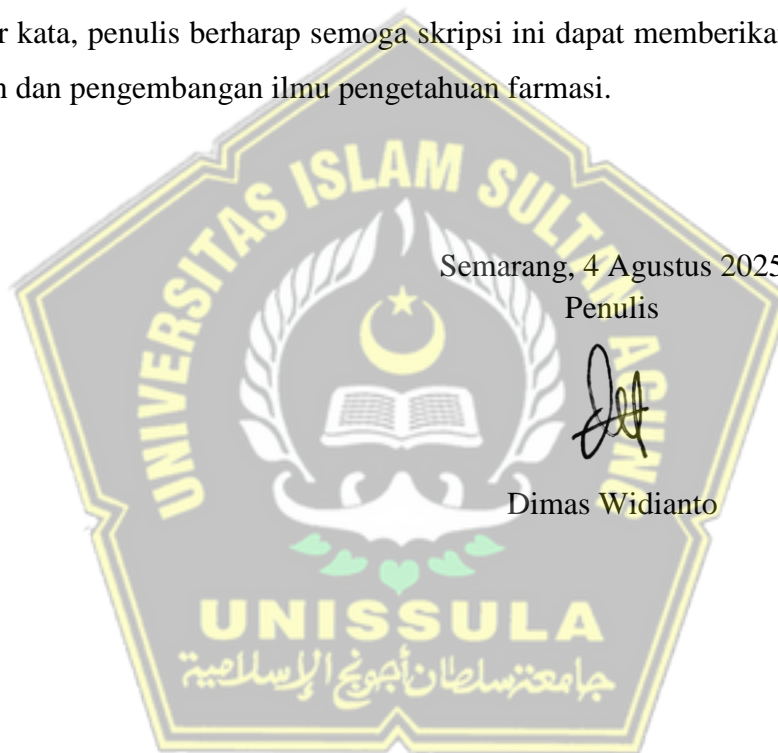 r kata, penulis berharap semoga skripsi ini dapat memberika
n dan pengembangan ilmu pengetahuan farmasi.
UNIVERSITAS ISLAM SULTAN AGUNG
Semarang, 4 Agustus 2025
Penulis
Dimas Widianto
UNISSULA
جامعة سلطان أجونج الإسلامية